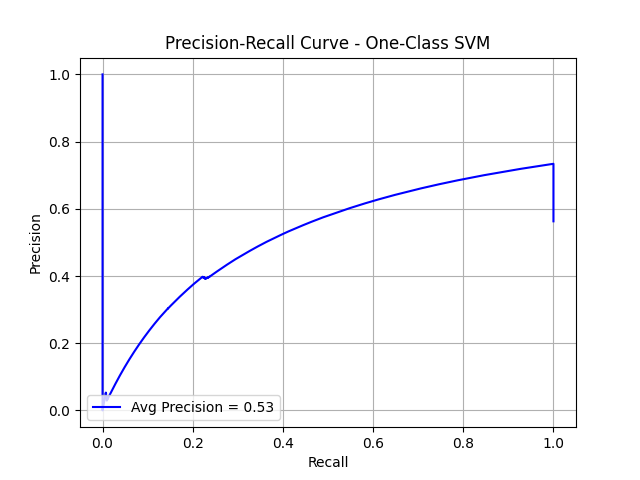 Precision-Recall Curve - One-Class SVM
Precision
1.0
0.8
0.6
0.4
0.2
0.0
Avg Precision = 0.53
0.0 0.2 0.4 0.6 0.8 1.0
Recall